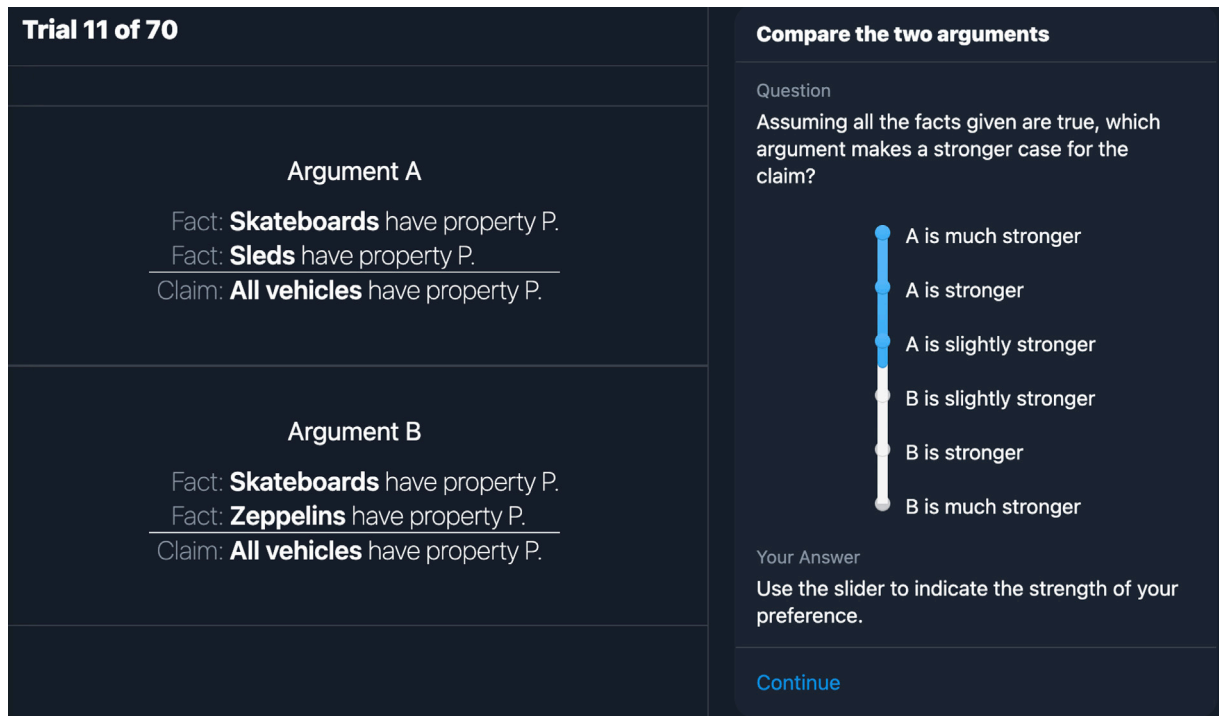 Trial 11 of 70
Argument A
Fact: Skateboards have property P.
Fact: Sleds have property P.
Claim: All vehicles have property P.
Argument B
Fact: Skateboards have property P.
Fact: Zeppelins have property P.
Claim: All vehicles have property P.
Compare the two arguments
Question
Assuming all the facts given are true, which
argument makes a stronger case for the
claim?
A is much stronger
A is stronger
A is slightly stronger
B is slightly stronger
B is stronger
B is much stronger
Your Answer
Use the slider to indicate the strength of your
preference.
Continue